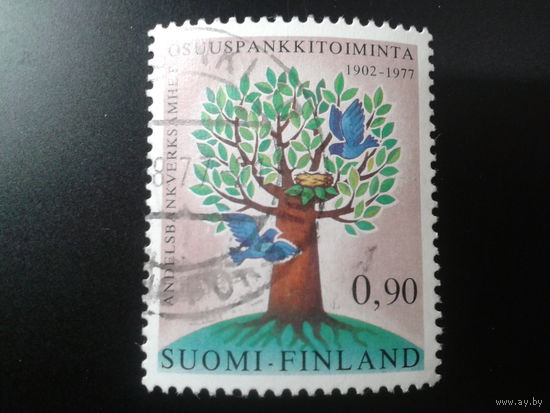 OSUUSPANKKITOIMINTA
1902-1977
ANDELSBANKVERKSAMHET
0,90
SUOMI-FINLAND
www.ay.by